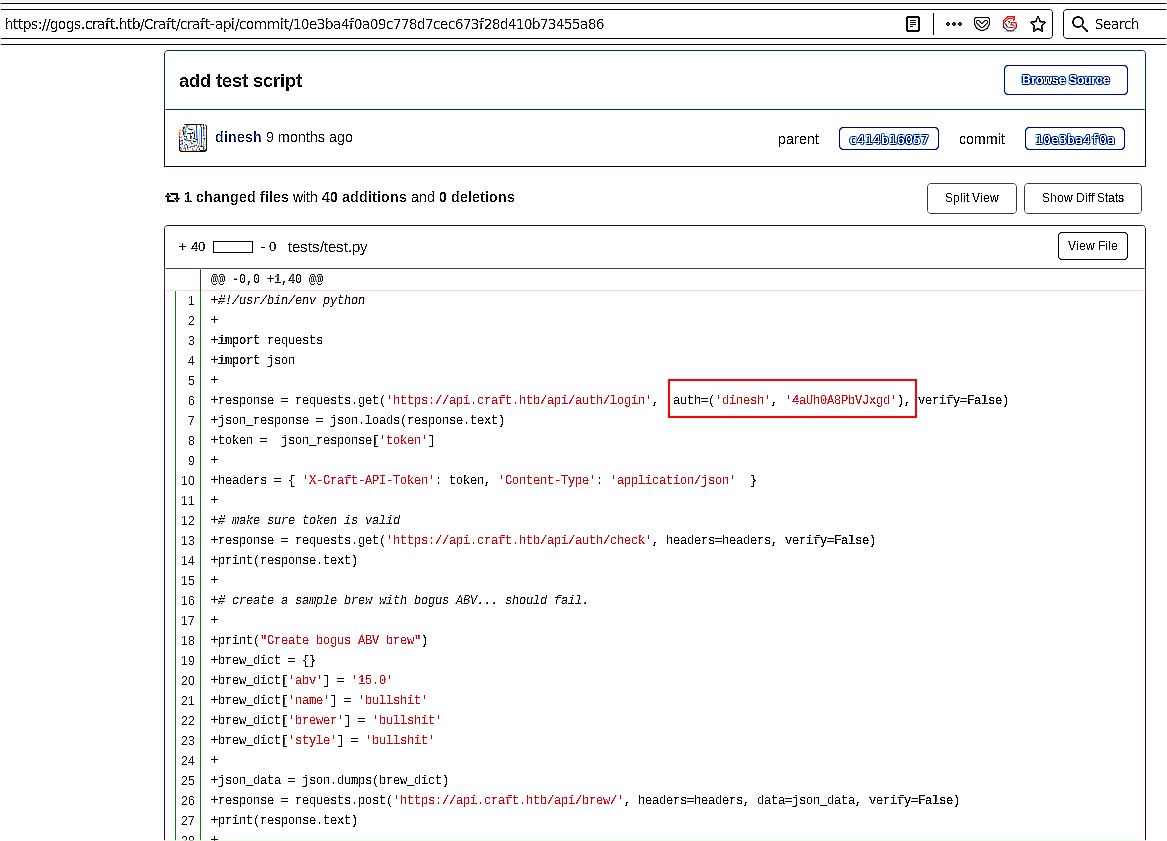 https://gogs.craft.htb/Craft/craft-api/commit/10e3ba4f0a09c778d7cec673f28d410b73455a86
Search
add test script
Browse Source
dinesh 9 months ago
parent c414b16057 commit 10e3ba4f0a
1 changed files with 40 additions and 0 deletions
Split View
Show Diff Stats
+ 40 - 0 tests/test.py
View File
@@ -0,0 +1,40 @@
1 +#!/usr/bin/env python
2 +
3 +import requests
4 +import json
5 +
6 +response = requests.get('https://api.craft.htb/api/auth/login', auth=('dinesh', '4aUh0A8PbVJxgd'), verify=False)
7 +json_response = json.loads(response.text)
8 +token = json_response['token']
9 +
10 +headers = { 'X-Craft-API-Token': token, 'Content-Type': 'application/json' }
11 +
12 +# make sure token is valid
13 +response = requests.get('https://api.craft.htb/api/auth/check', headers=headers, verify=False)
14 +print(response.text)
15 +
16 +# create a sample brew with bogus ABV... should fail.
17 +
18 +print("Create bogus ABV brew")
19 +brew_dict = {}
20 +brew_dict['abv'] = '15.0'
21 +brew_dict['name'] = 'bullshit'
22 +brew_dict['brewer'] = 'bullshit'
23 +brew_dict['style'] = 'bullshit'
24 +
25 +json_data = json.dumps(brew_dict)
26 +response = requests.post('https://api.craft.htb/api/brew/', headers=headers, data=json_data, verify=False)
27 +print(response.text)
28 +